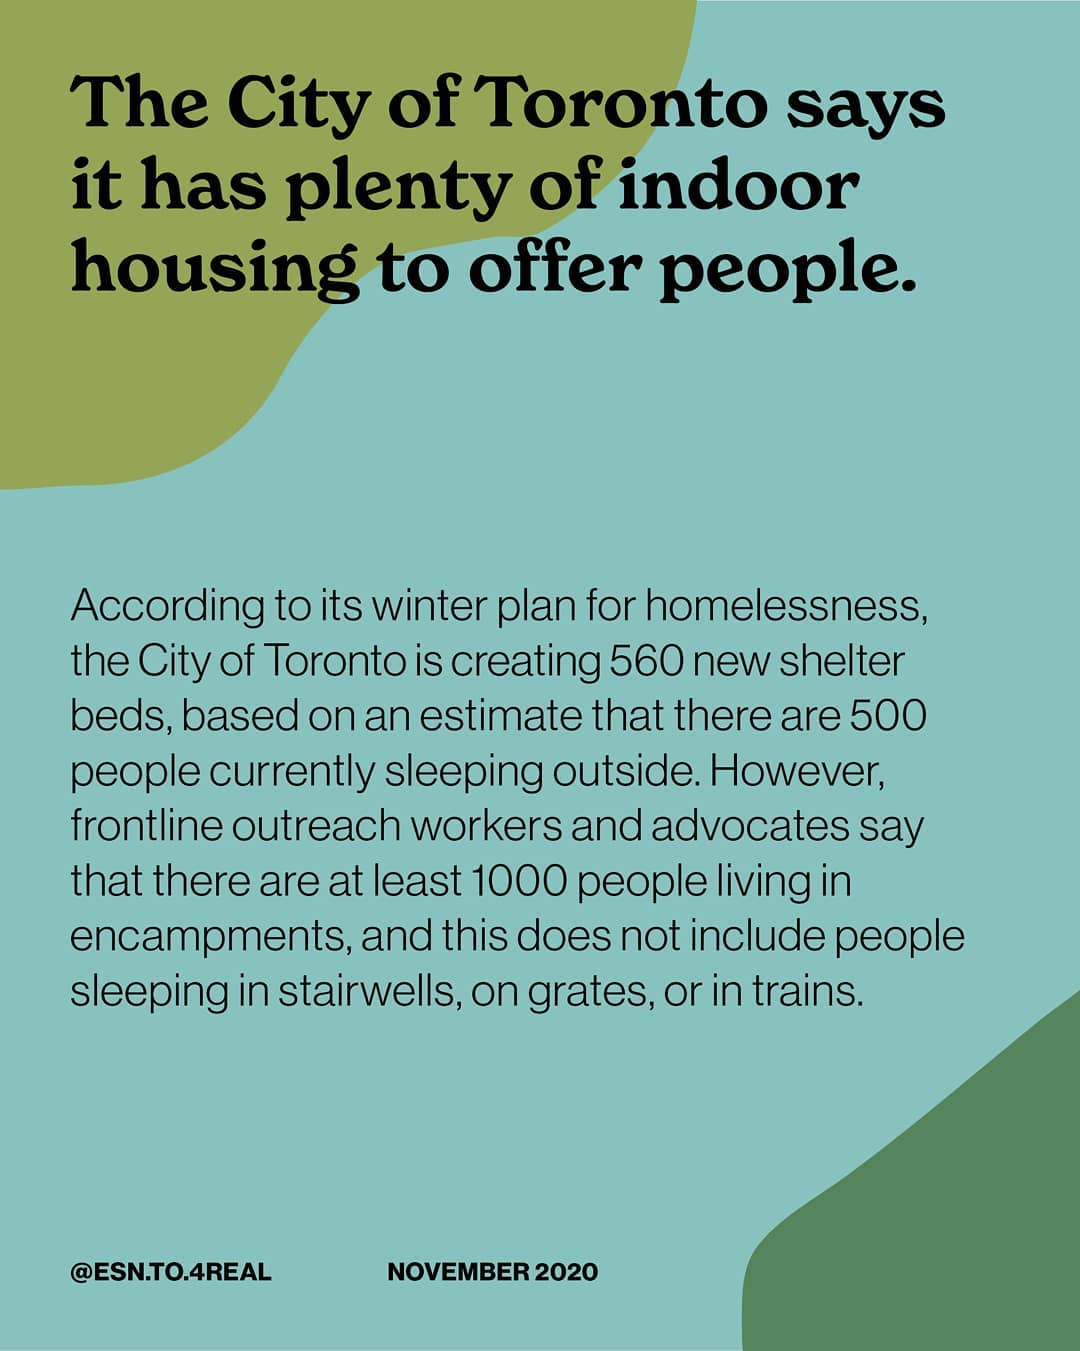 The City of Toronto says
it has plenty of indoor
housing to offer people.
According to its winter plan for homelessness,
the City of Toronto is creating 560 new shelter
beds, based on an estimate that there are 500
people currently sleeping outside. However,
frontline outreach workers and advocates say
that there are at least 1000 people living in
encampments, and this does not include people
sleeping in stairwells, on grates, or in trains.
@ESN.TO.4REAL
NOVEMBER 2020